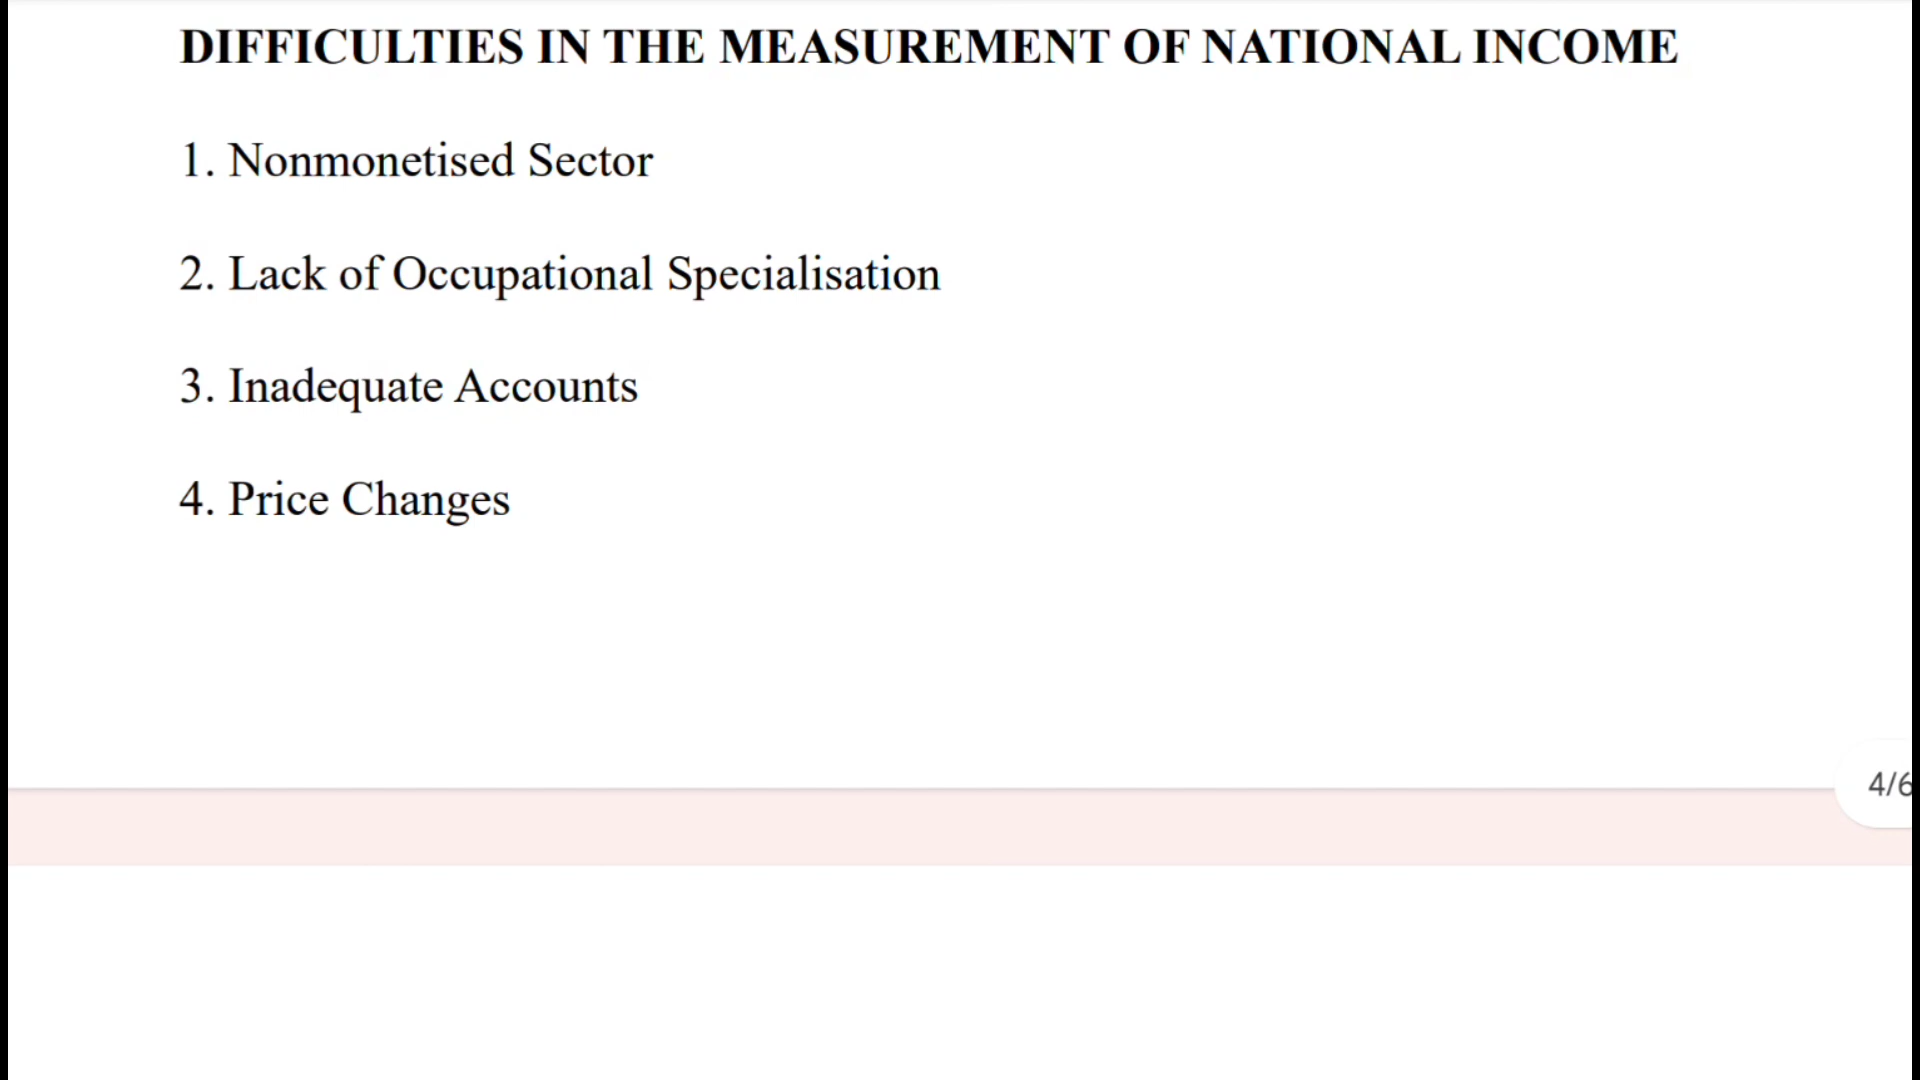 DIFFICULTIES IN THE MEASUREMENT OF NATIONAL INCOME
1. Nonmonetised Sector
2. Lack of Occupational Specialisation
3. Inadequate Accounts
4. Price Changes
4/6